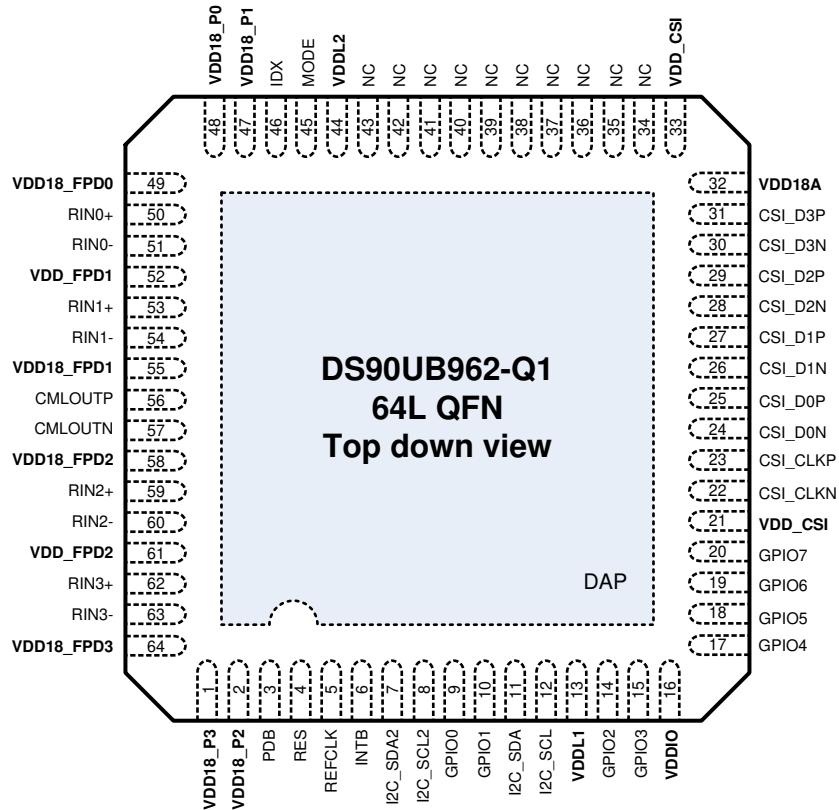 VDD18_P0
VDD18_P1
IDX
MODE
VDDL2
NC
NC
NC
NC
NC
NC
NC
NC
NC
NC
VDD_CSI
48
47
46
45
44
43
42
41
40
39
38
37
36
35
34
33
VDD18_FPD0 49
RIN0+ 50
RIN0- 51
VDD_FPD1 52
RIN1+ 53
RIN1- 54
VDD18_FPD1 55
CMLOUTP 56
CMLOUTN 57
VDD18_FPD2 58
RIN2+ 59
RIN2- 60
VDD_FPD2 61
RIN3+ 62
RIN3- 63
VDD18_FPD3 64
DS90UB962-Q1
64L QFN
Top down view
DAP
32 VDD18A
31 CSI_D3P
30 CSI_D3N
29 CSI_D2P
28 CSI_D2N
27 CSI_D1P
26 CSI_D1N
25 CSI_D0P
24 CSI_D0N
23 CSI_CLKP
22 CSI_CLKN
21 VDD_CSI
20 GPIO7
19 GPIO6
18 GPIO5
17 GPIO4
1
2
3
4
5
6
7
8
9
10
11
12
13
14
15
16
VDD18_P3
VDD18_P2
PDB
RES
REFCLK
INTB
I2C_SDA2
I2C_SCL2
GPIO0
GPIO1
I2C_SDA
I2C_SCL
VDDL1
GPIO2
GPIO3
VDDIO